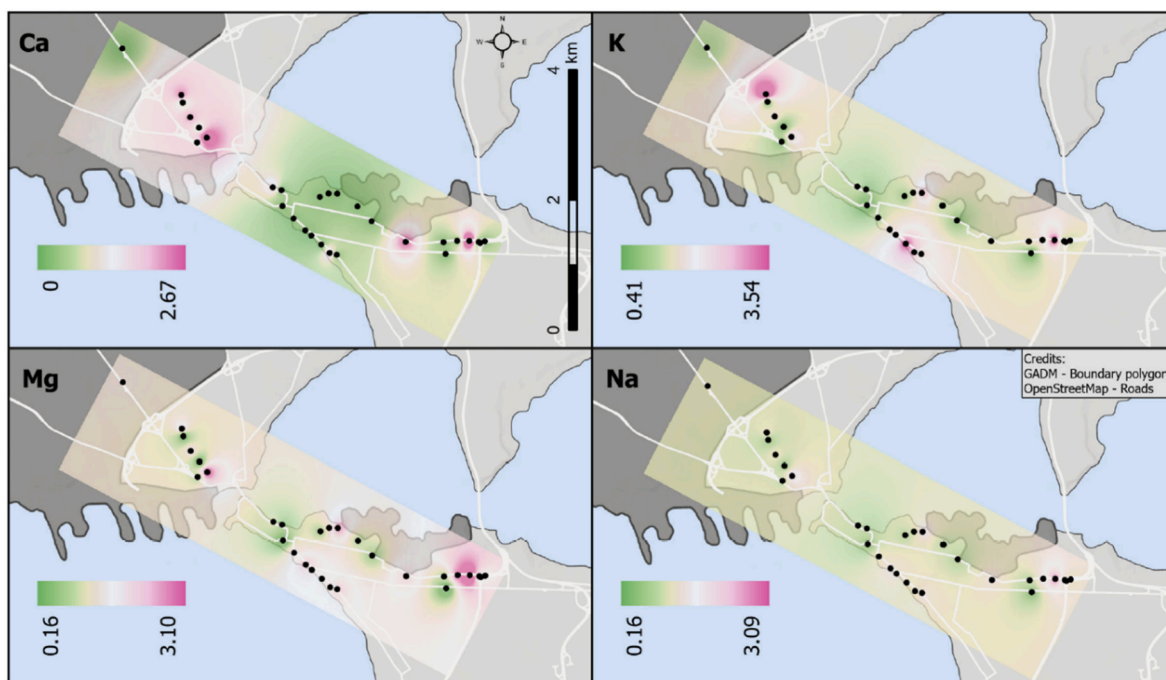 Ca
N
W E
S
4
km
2
0
0
2.67
K
0.41
3.54
Mg
0.16
3.10
Credits:
GADM - Boundary polygon
OpenStreetMap - Roads
Na
0.16
3.09